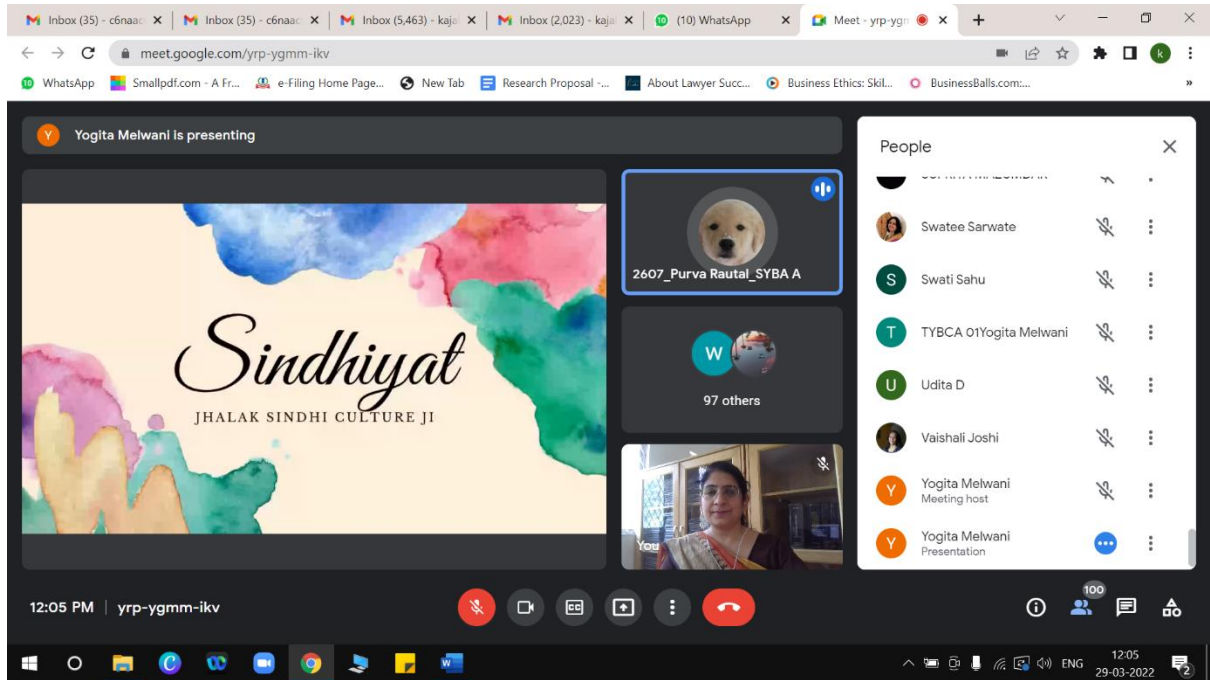 Inbox (35) - c6naac
Inbox (35) - c6naac
Inbox (5,463) - kaja
Inbox (2,023) - kaja
(10) WhatsApp
Meet - yrp-ygn
meet.google.com/yrp-ygmm-ikv
k
WhatsApp
Smallpdf.com - A Fr...
e-Filing Home Page...
New Tab
Research Proposal -...
About Lawyer Succ...
Business Ethics: Skil...
BusinessBalls.com:...
»
Y Yogita Melwani is presenting
Sindhiyat
JHALAK SINDHI CULTURE JI
2607_Purva Rautal_SYBA A
W
97 others
You
People
Swatee Sarwate
S Swati Sahu
T TYBCA 01Yogita Melwani
U Udita D
Vaishali Joshi
Y Yogita Melwani
Meeting host
Y Yogita Melwani
Presentation
12:05 PM | yrp-ygmm-ikv
CC
100
ENG
12:05
29-03-2022
2